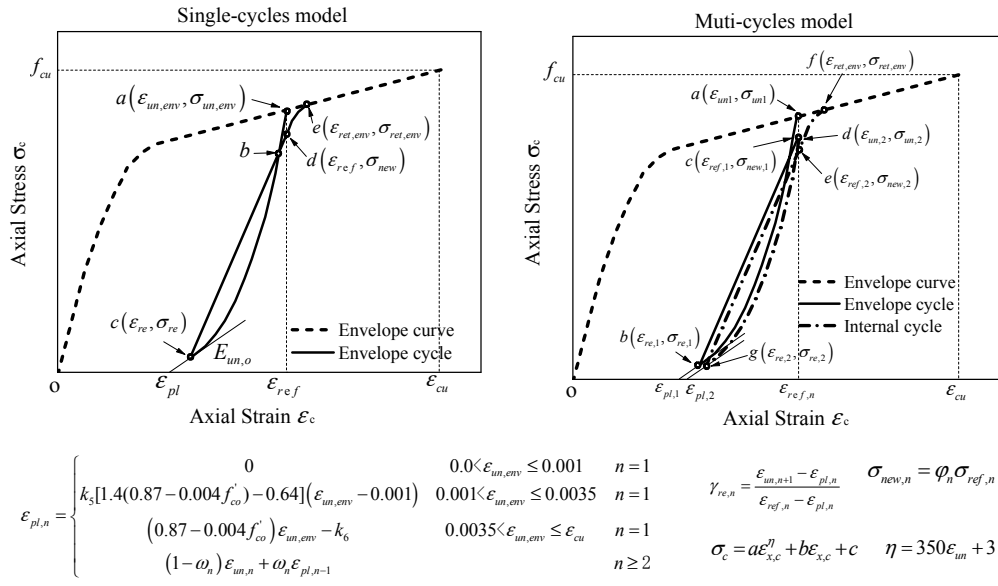 Single-cycles model
f_cu
a(ε_un,env, σ_un,env)
e(ε_ret,env, σ_ret,env)
b
d(ε_ref, σ_new)
Axial Stress σc
c(ε_re, σ_re)
E_un,o
Envelope curve
Envelope cycle
o
ε_pl
ε_ref
ε_cu
Axial Strain εc
Muti-cycles model
f_cu
f(ε_ret,env, σ_ret,env)
a(ε_un1, σ_un1)
d(ε_un,2, σ_un,2)
c(ε_ref,1, σ_new,1)
e(ε_ref,2, σ_new,2)
Axial Stress σc
Envelope curve
Envelope cycle
Internal cycle
b(ε_re,1, σ_re,1)
g(ε_re,2, σ_re,2)
o
ε_pl,1 ε_pl,2
ε_ref,n
ε_cu
Axial Strain εc
ε_pl,n = {
0 0.0<ε_un,env≤0.001 n=1
k_5[1.4(0.87−0.004f'_co)−0.64](ε_un,env−0.001) 0.001<ε_un,env≤0.0035 n=1
(0.87−0.004f'_co)ε_un,env−k_6 0.0035<ε_un,env≤ε_cu n=1
(1−ω_n)ε_un,n+ω_nε_pl,n−1 n≥2
γ_re,n = (ε_un,n+1−ε_pl,n)/(ε_ref,n−ε_pl,n) σ_new,n=φ_nσ_ref,n
σ_c=aε^η_x,c+bε_x,c+c η=350ε_un+3